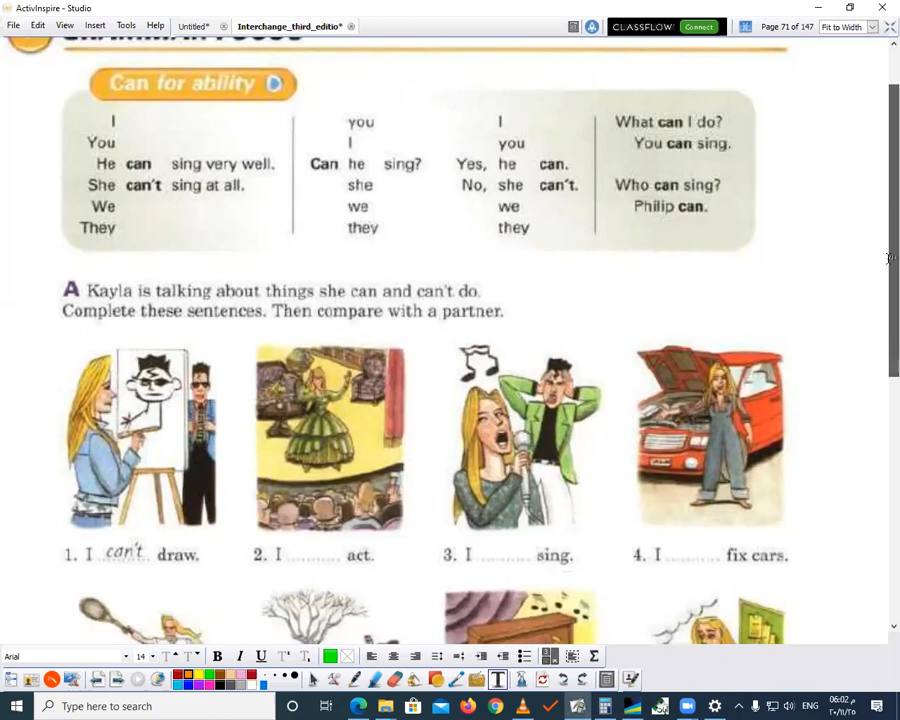 ActivInspire - Studio
File Edit View Insert Tools Help
Untitled*
Interchange_third_editio*
CLASSFLOW Connect
Page 71 of 147
Fit to Width
Can for ability
I
You
He can sing very well.
She can't sing at all.
We
They
you
I
Can he sing?
she
we
they
I
you
Yes, he can.
No, she can't.
we
they
What can I do?
You can sing.
Who can sing?
Philip can.
A Kayla is talking about things she can and can't do.
Complete these sentences. Then compare with a partner.
1. I can't draw.
2. I .......... act.
3. I .......... sing.
4. I .......... fix cars.
Arial
14
B I U
Type here to search
ENG
06:02 م